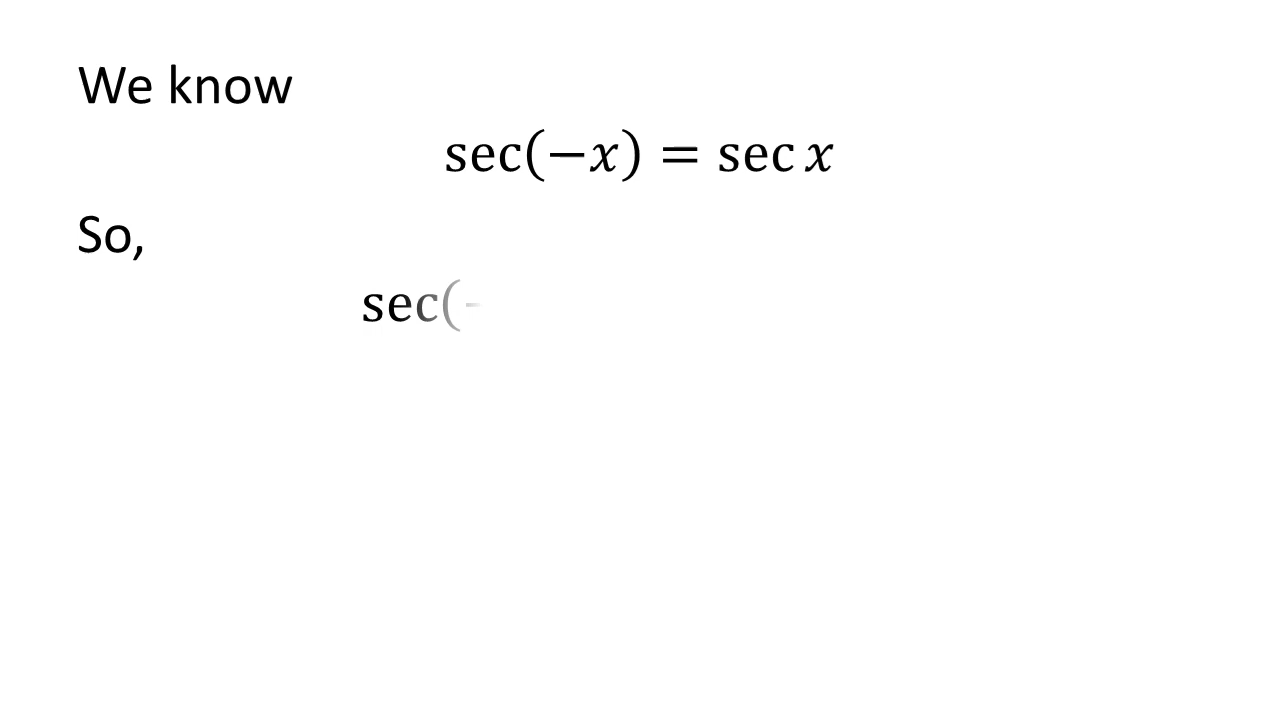 We know
sec(−x) = sec x
So,
sec(−